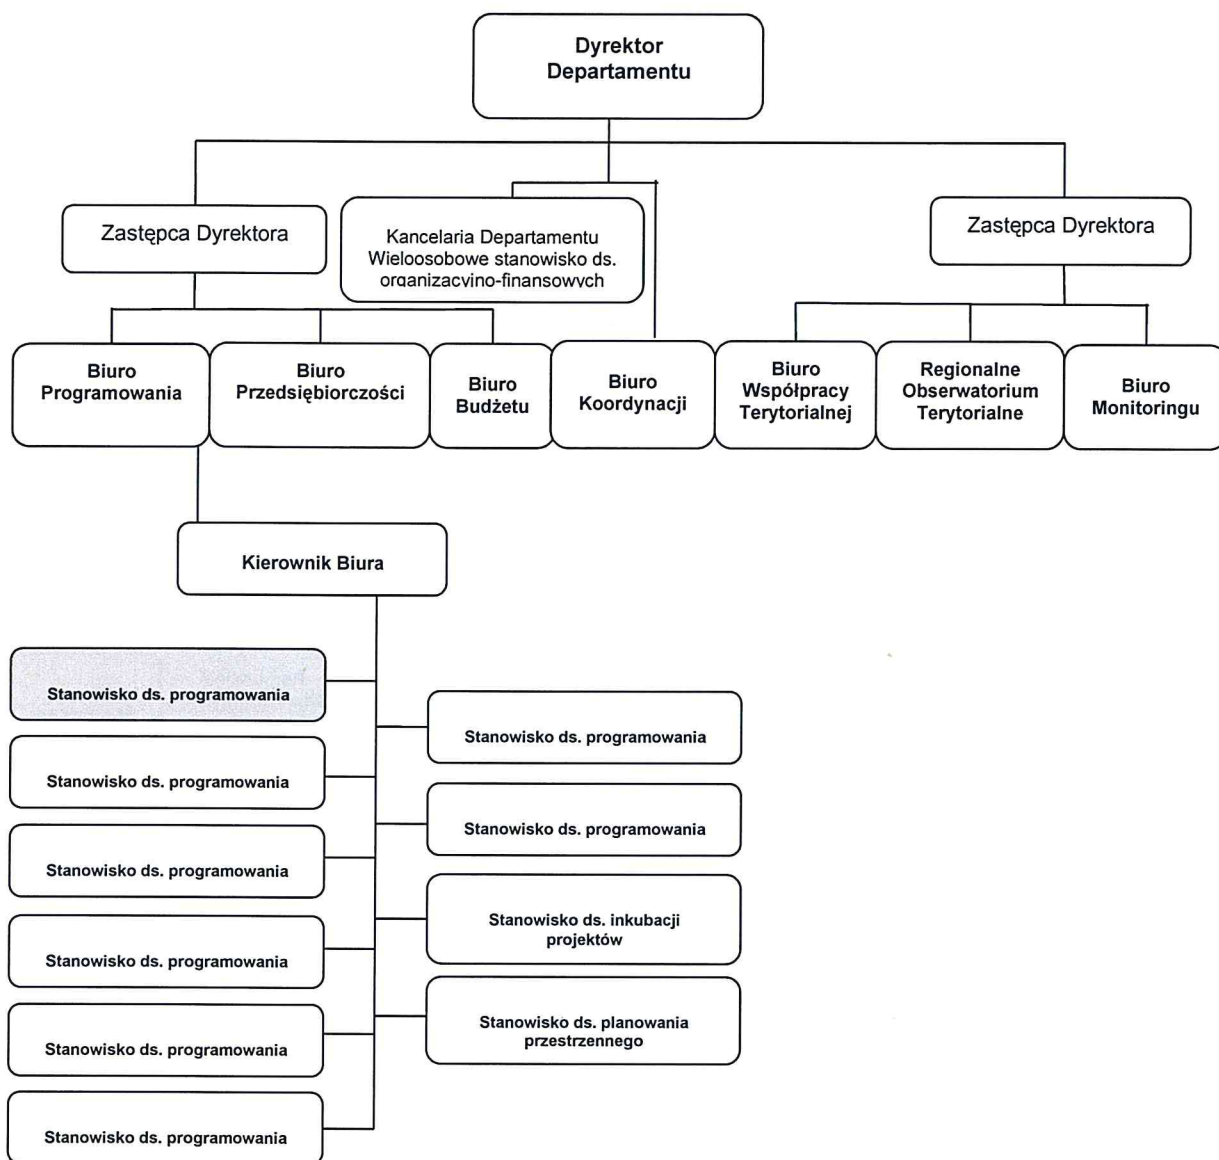 Dyrektor
Departamentu
Zastępca Dyrektora
Kancelaria Departamentu
Wieloosobowe stanowisko ds.
organizacyjno-finansowych
Zastępca Dyrektora
Biuro
Programowania
Biuro
Przedsiębiorczości
Biuro
Budżetu
Biuro
Koordynacji
Biuro
Współpracy
Terytorialnej
Regionalne
Obserwatorium
Terytorialne
Biuro
Monitoringu
Kierownik Biura
Stanowisko ds. programowania
Stanowisko ds. programowania
Stanowisko ds. programowania
Stanowisko ds. programowania
Stanowisko ds. programowania
Stanowisko ds. programowania
Stanowisko ds. programowania
Stanowisko ds. programowania
Stanowisko ds. inkubacji
projektów
Stanowisko ds. planowania
przestrzennego